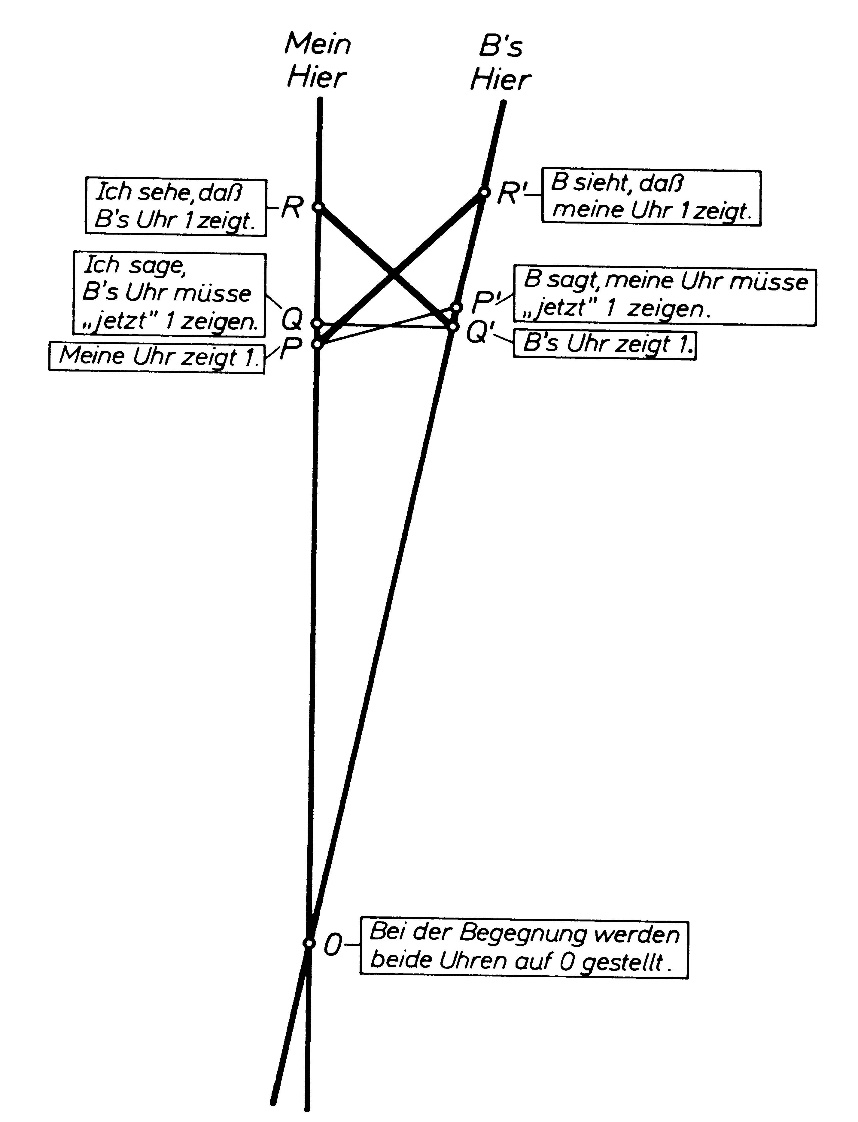 Mein
Hier
B's
Hier
Ich sehe, daß
B's Uhr 1 zeigt.
R
R'
B sieht, daß
meine Uhr 1 zeigt.
Ich sage,
B's Uhr müsse
„jetzt" 1 zeigen.
Q
P'
B sagt, meine Uhr müsse
„jetzt" 1 zeigen.
Meine Uhr zeigt 1.
P
Q'
B's Uhr zeigt 1.
O
Bei der Begegnung werden
beide Uhren auf 0 gestellt.